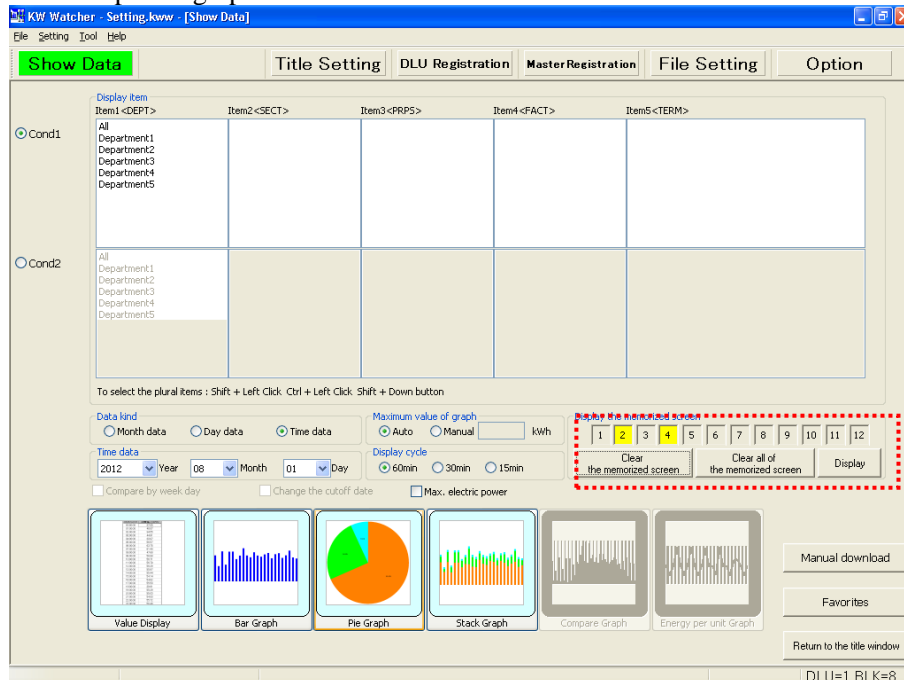 KW Watcher - Setting.kww - [Show Data]
File Setting Tool Help
Show Data Title Setting DLU Registration MasterRegistration File Setting Option
Display item
Item1<DEPT> Item2<SECT> Item3<PRPS> Item4<FACT> Item5<TERM>
Cond1
All
Department1
Department2
Department3
Department4
Department5
Cond2
All
Department1
Department2
Department3
Department4
Department5
To select the plural items : Shift + Left Click Ctrl + Left Click Shift + Down button
Data kind Maximum value of graph Display the memorized screen
Month data Day data Time data Auto Manual kWh 1 2 3 4 5 6 7 8 9 10 11 12
Time data Display cycle
2012 Year 08 Month 01 Day 60min 30min 15min
Clear
the memorized screen
Clear all of
the memorized screen
Display
Compare by week day Change the cutoff date Max. electric power
Value Display Bar Graph Pie Graph Stack Graph Compare Graph Energy per unit Graph
Manual download
Favorites
Return to the title window
DLU=1 BLK=8